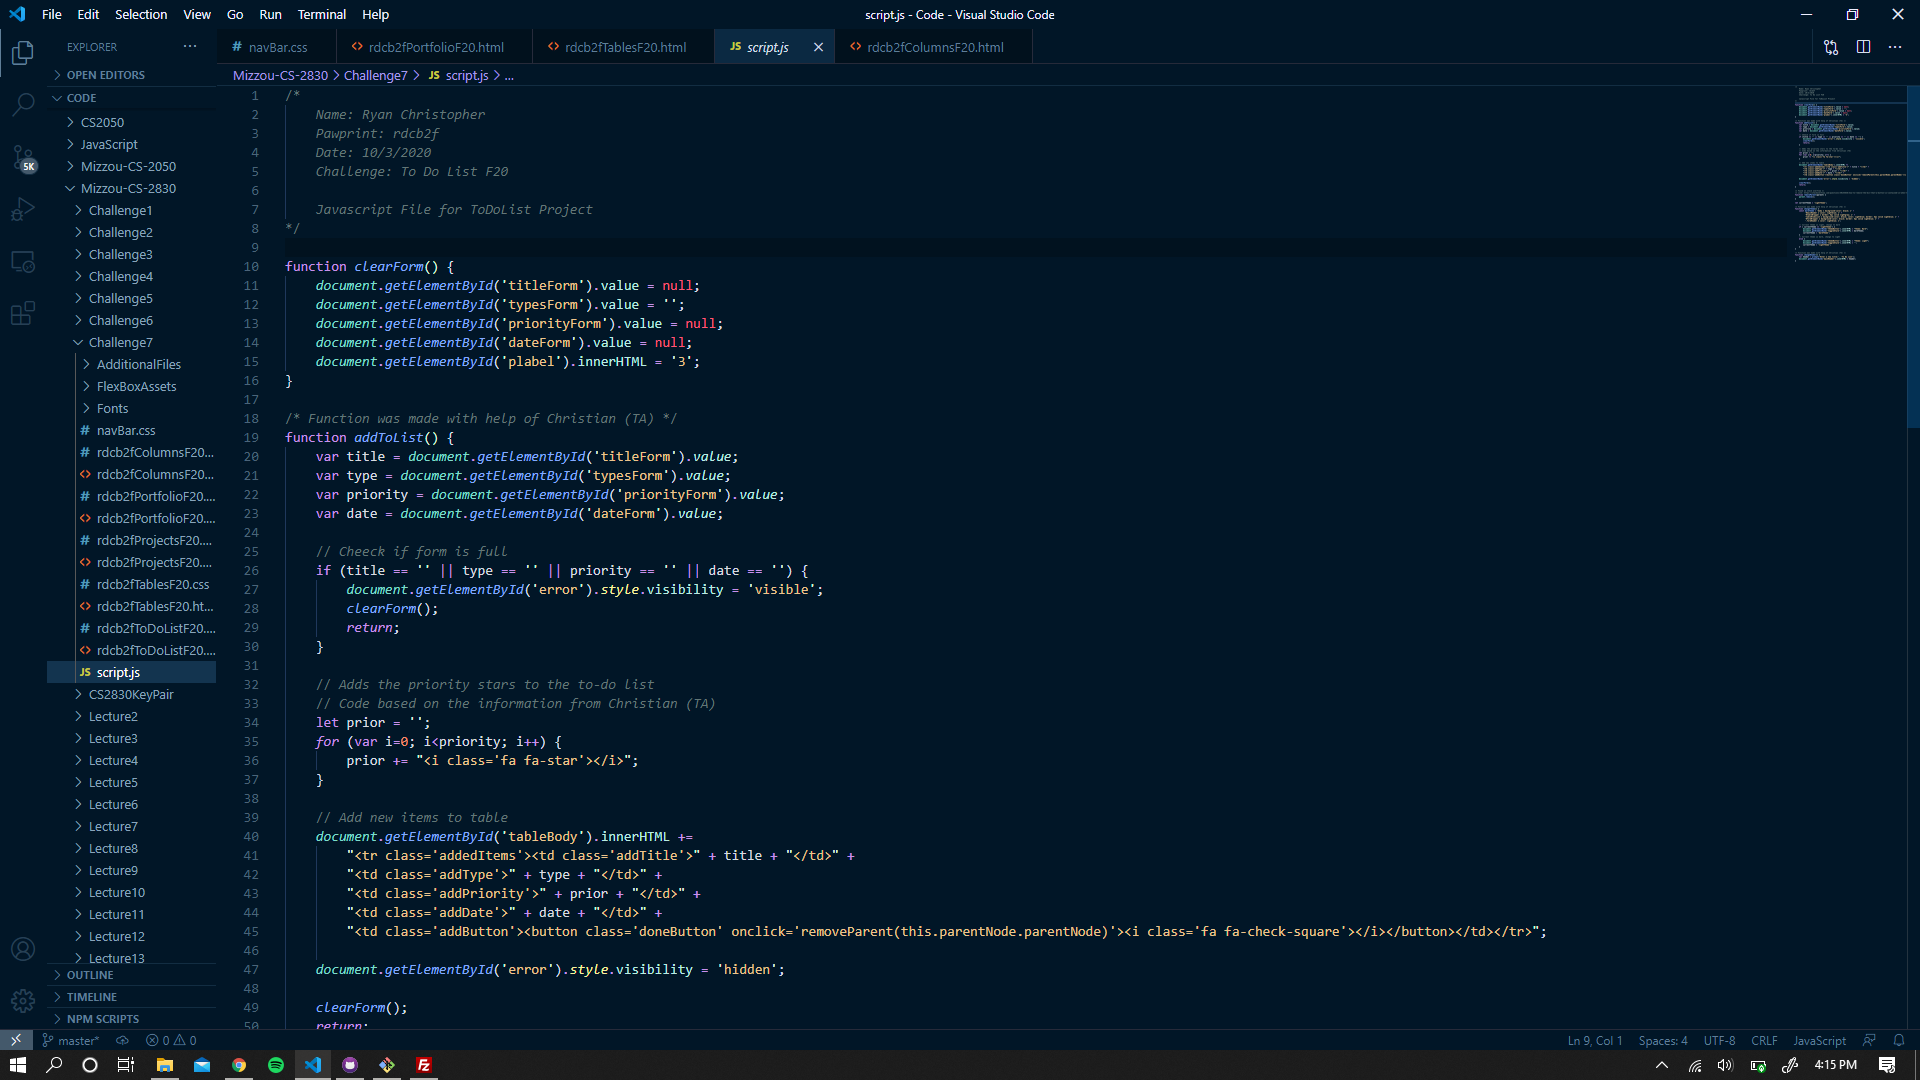 File Edit Selection View Go Run Terminal Help
script.js - Code - Visual Studio Code
EXPLORER
navBar.css
rdcb2fPortfolioF20.html
rdcb2fTablesF20.html
JS script.js
rdcb2fColumnsF20.html
Mizzou-CS-2830 > Challenge7 > JS script.js > ...
OPEN EDITORS
CODE
CS2050
JavaScript
Mizzou-CS-2050
Mizzou-CS-2830
Challenge1
Challenge2
Challenge3
Challenge4
Challenge5
Challenge6
Challenge7
AdditionalFiles
FlexBoxAssets
Fonts
# navBar.css
# rdcb2fColumnsF20...
<> rdcb2fColumnsF20...
# rdcb2fPortfolioF20....
<> rdcb2fPortfolioF20....
# rdcb2fProjectsF20....
<> rdcb2fProjectsF20....
# rdcb2fTablesF20.css
<> rdcb2fTablesF20.ht...
# rdcb2fToDoListF20....
<> rdcb2fToDoListF20....
JS script.js
CS2830KeyPair
Lecture2
Lecture3
Lecture4
Lecture5
Lecture6
Lecture7
Lecture8
Lecture9
Lecture10
Lecture11
Lecture12
Lecture13
OUTLINE
TIMELINE
NPM SCRIPTS
5K
1 /*
2 Name: Ryan Christopher
3 Pawprint: rdcb2f
4 Date: 10/3/2020
5 Challenge: To Do List F20
6
7 Javascript File for ToDoList Project
8 */
9
10 function clearForm() {
11 document.getElementById('titleForm').value = null;
12 document.getElementById('typesForm').value = '';
13 document.getElementById('priorityForm').value = null;
14 document.getElementById('dateForm').value = null;
15 document.getElementById('plabel').innerHTML = '3';
16 }
17
18 /* Function was made with help of Christian (TA) */
19 function addToList() {
20 var title = document.getElementById('titleForm').value;
21 var type = document.getElementById('typesForm').value;
22 var priority = document.getElementById('priorityForm').value;
23 var date = document.getElementById('dateForm').value;
24
25 // Cheeck if form is full
26 if (title == '' || type == '' || priority == '' || date == '') {
27 document.getElementById('error').style.visibility = 'visible';
28 clearForm();
29 return;
30 }
31
32 // Adds the priority stars to the to-do list
33 // Code based on the information from Christian (TA)
34 let prior = '';
35 for (var i=0; i<priority; i++) {
36 prior += "<i class='fa fa-star'></i>";
37 }
38
39 // Add new items to table
40 document.getElementById('tableBody').innerHTML +=
41 "<tr class='addedItems'><td class='addTitle'>" + title + "</td>" +
42 "<td class='addType'>" + type + "</td>" +
43 "<td class='addPriority'>" + prior + "</td>" +
44 "<td class='addDate'>" + date + "</td>" +
45 "<td class='addButton'><button class='doneButton' onclick='removeParent(this.parentNode.parentNode)'><i class='fa fa-check-square'></i></button></td></tr>";
46
47 document.getElementById('error').style.visibility = 'hidden';
48
49 clearForm();
50 return;
master* 0 0
Ln 9, Col 1 Spaces: 4 UTF-8 CRLF JavaScript
4:15 PM